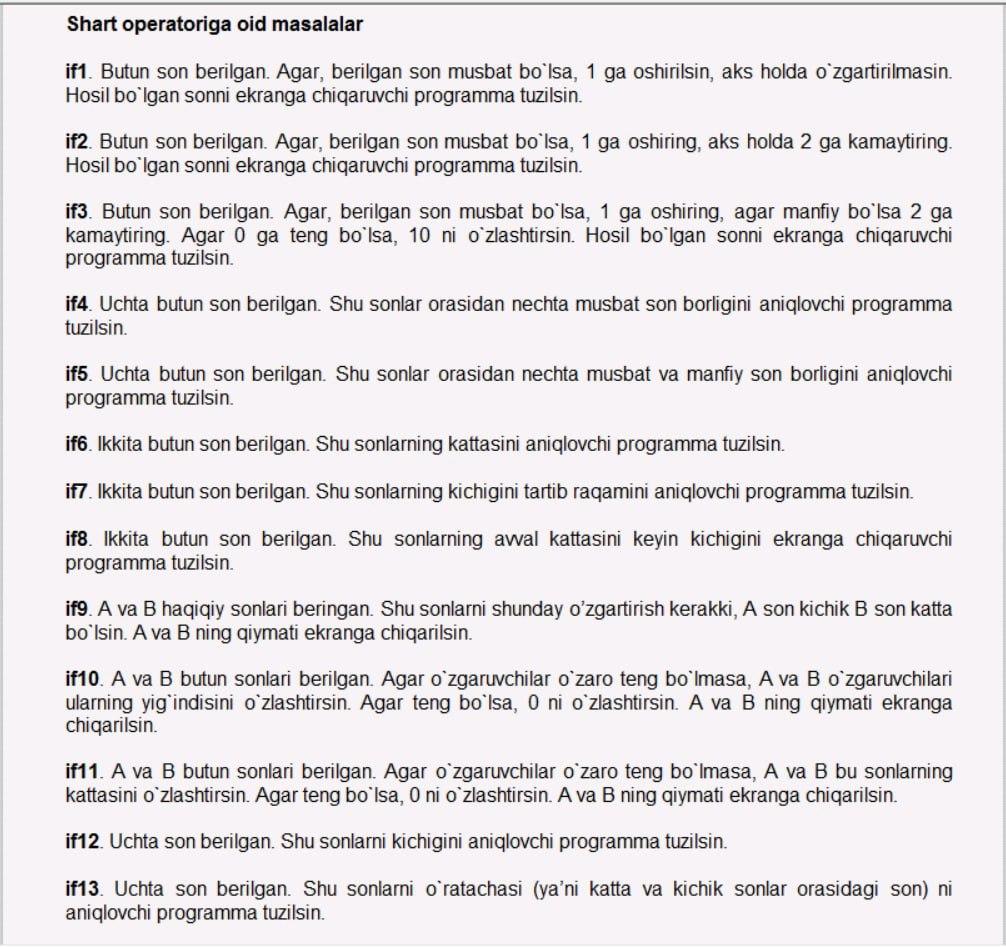 Shart operatoriga oid masalalar
if1. Butun son berilgan. Agar, berilgan son musbat bo`lsa, 1 ga oshirilsin, aks holda o`zgartirilmasin.
Hosil bo`lgan sonni ekranga chiqaruvchi programma tuzilsin.
if2. Butun son berilgan. Agar, berilgan son musbat bo`lsa, 1 ga oshiring, aks holda 2 ga kamaytiring.
Hosil bo`lgan sonni ekranga chiqaruvchi programma tuzilsin.
if3. Butun son berilgan. Agar, berilgan son musbat bo`lsa, 1 ga oshiring, agar manfiy bo`lsa 2 ga
kamaytiring. Agar 0 ga teng bo`lsa, 10 ni o`zlashtirsin. Hosil bo`lgan sonni ekranga chiqaruvchi
programma tuzilsin.
if4. Uchta butun son berilgan. Shu sonlar orasidan nechta musbat son borligini aniqlovchi programma
tuzilsin.
if5. Uchta butun son berilgan. Shu sonlar orasidan nechta musbat va manfiy son borligini aniqlovchi
programma tuzilsin.
if6. Ikkita butun son berilgan. Shu sonlarning kattasini aniqlovchi programma tuzilsin.
if7. Ikkita butun son berilgan. Shu sonlarning kichigini tartib raqamini aniqlovchi programma tuzilsin.
if8. Ikkita butun son berilgan. Shu sonlarning avval kattasini keyin kichigini ekranga chiqaruvchi
programma tuzilsin.
if9. A va B haqiqiy sonlari beringan. Shu sonlarni shunday o’zgartirish kerakki, A son kichik B son katta
bo`lsin. A va B ning qiymati ekranga chiqarilsin.
if10. A va B butun sonlari berilgan. Agar o`zgaruvchilar o`zaro teng bo`lmasa, A va B o`zgaruvchilari
ularning yig`indisini o`zlashtirsin. Agar teng bo`lsa, 0 ni o`zlashtirsin. A va B ning qiymati ekranga
chiqarilsin.
if11. A va B butun sonlari berilgan. Agar o`zgaruvchilar o`zaro teng bo`lmasa, A va B bu sonlarning
kattasini o`zlashtirsin. Agar teng bo`lsa, 0 ni o`zlashtirsin. A va B ning qiymati ekranga chiqarilsin.
if12. Uchta son berilgan. Shu sonlarni kichigini aniqlovchi programma tuzilsin.
if13. Uchta son berilgan. Shu sonlarni o`ratachasi (ya’ni katta va kichik sonlar orasidagi son) ni
aniqlovchi programma tuzilsin.